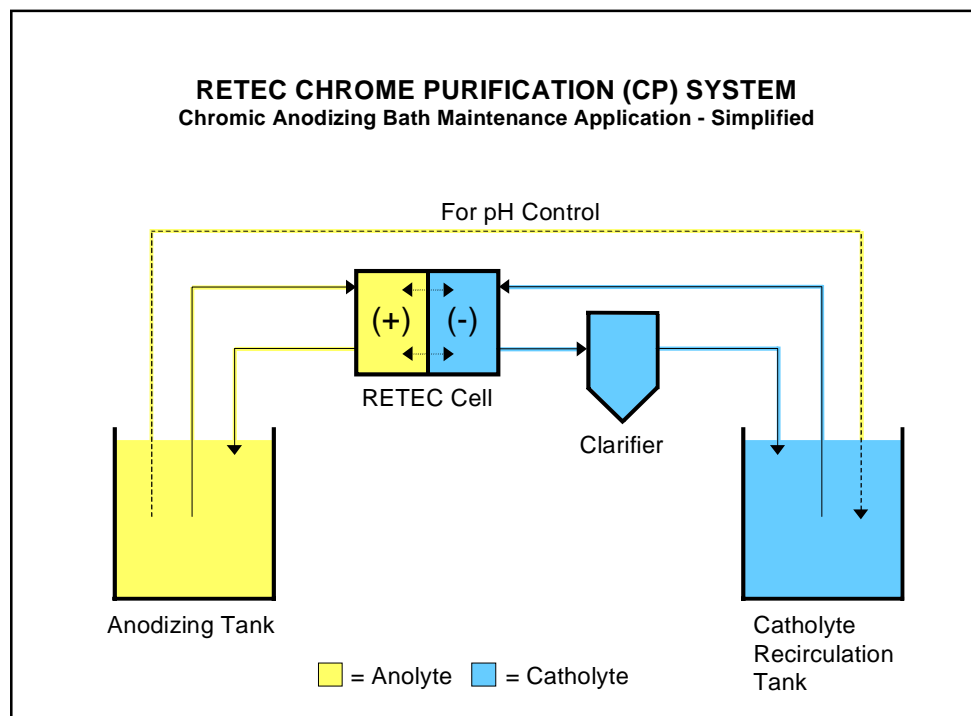 RETEC CHROME PURIFICATION (CP) SYSTEM
Chromic Anodizing Bath Maintenance Application - Simplified
For pH Control
(+)
(-)
RETEC Cell
Clarifier
Anodizing Tank
Catholyte
Recirculation
Tank
= Anolyte
= Catholyte